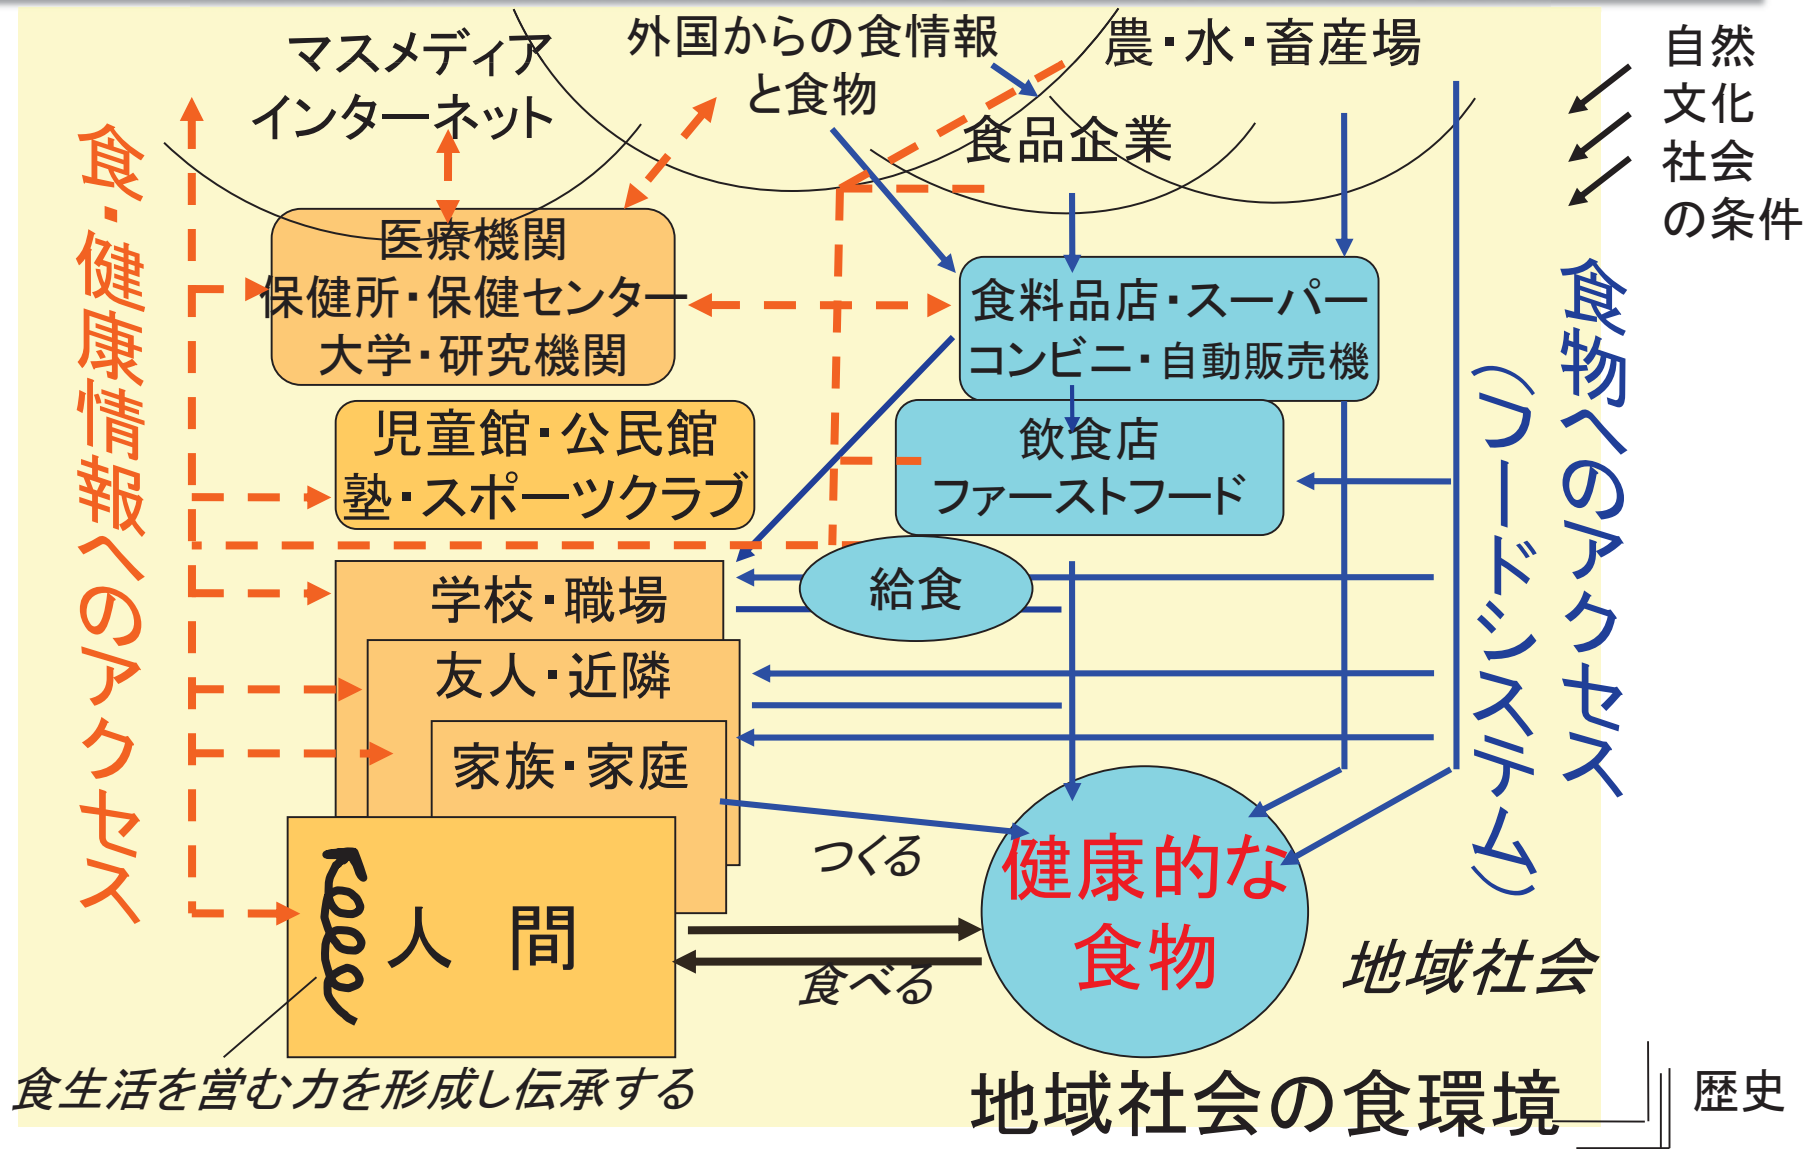 マスメディア
インターネット
外国からの食情報
と食物
農・水・畜産場
食品企業
自然
文化
社会
の条件
食・健康情報へのアクセス
医療機関
保健所・保健センター
大学・研究機関
食料品店・スーパー
コンビニ・自動販売機
児童館・公民館
塾・スポーツクラブ
飲食店
ファーストフード
食物へのアクセス
（フードシステム）
学校・職場
給食
友人・近隣
家族・家庭
つくる
健康的な
食物
人 間
食べる
地域社会
食生活を営む力を形成し伝承する
地域社会の食環境
歴史